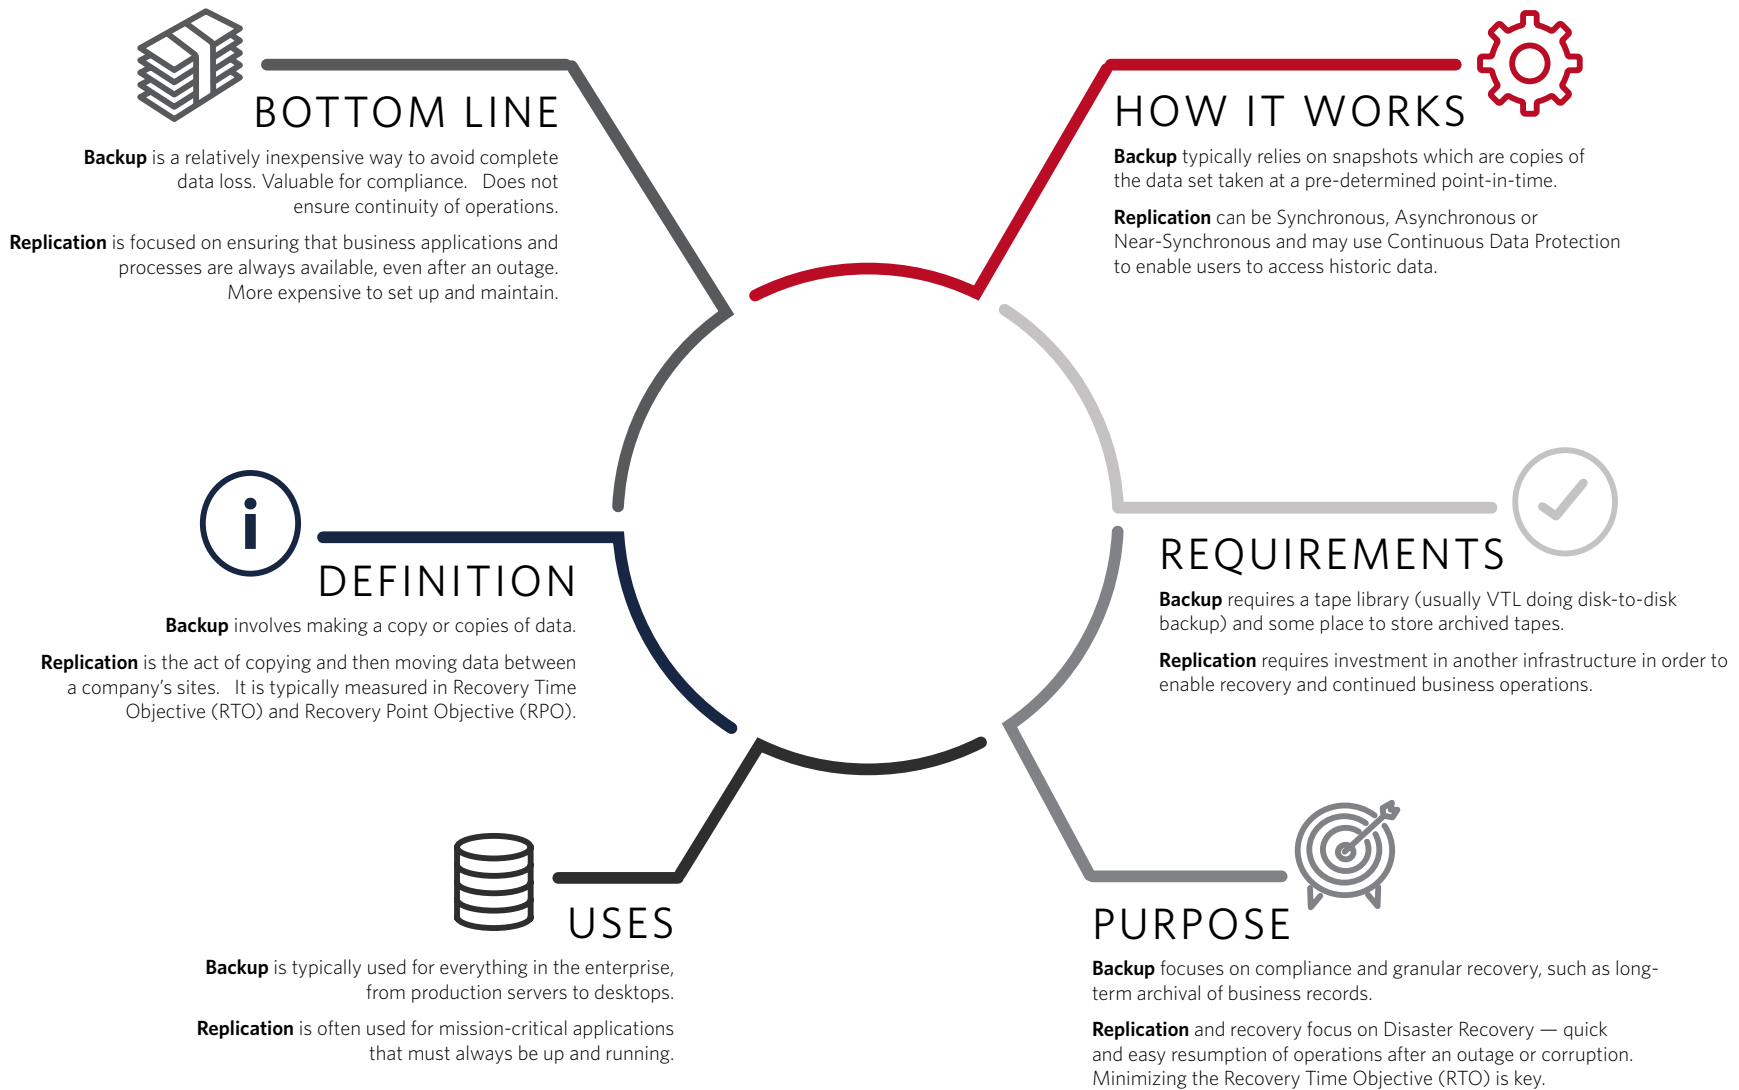 BOTTOM LINE
Backup is a relatively inexpensive way to avoid complete
data loss. Valuable for compliance. Does not
ensure continuity of operations.
Replication is focused on ensuring that business applications and
processes are always available, even after an outage.
More expensive to set up and maintain.
HOW IT WORKS
Backup typically relies on snapshots which are copies of
the data set taken at a pre-determined point-in-time.
Replication can be Synchronous, Asynchronous or
Near-Synchronous and may use Continuous Data Protection
to enable users to access historic data.
i
DEFINITION
Backup involves making a copy or copies of data.
Replication is the act of copying and then moving data between
a company’s sites. It is typically measured in Recovery Time
Objective (RTO) and Recovery Point Objective (RPO).
REQUIREMENTS
Backup requires a tape library (usually VTL doing disk-to-disk
backup) and some place to store archived tapes.
Replication requires investment in another infrastructure in order to
enable recovery and continued business operations.
USES
Backup is typically used for everything in the enterprise,
from production servers to desktops.
Replication is often used for mission-critical applications
that must always be up and running.
PURPOSE
Backup focuses on compliance and granular recovery, such as long-
term archival of business records.
Replication and recovery focus on Disaster Recovery — quick
and easy resumption of operations after an outage or corruption.
Minimizing the Recovery Time Objective (RTO) is key.